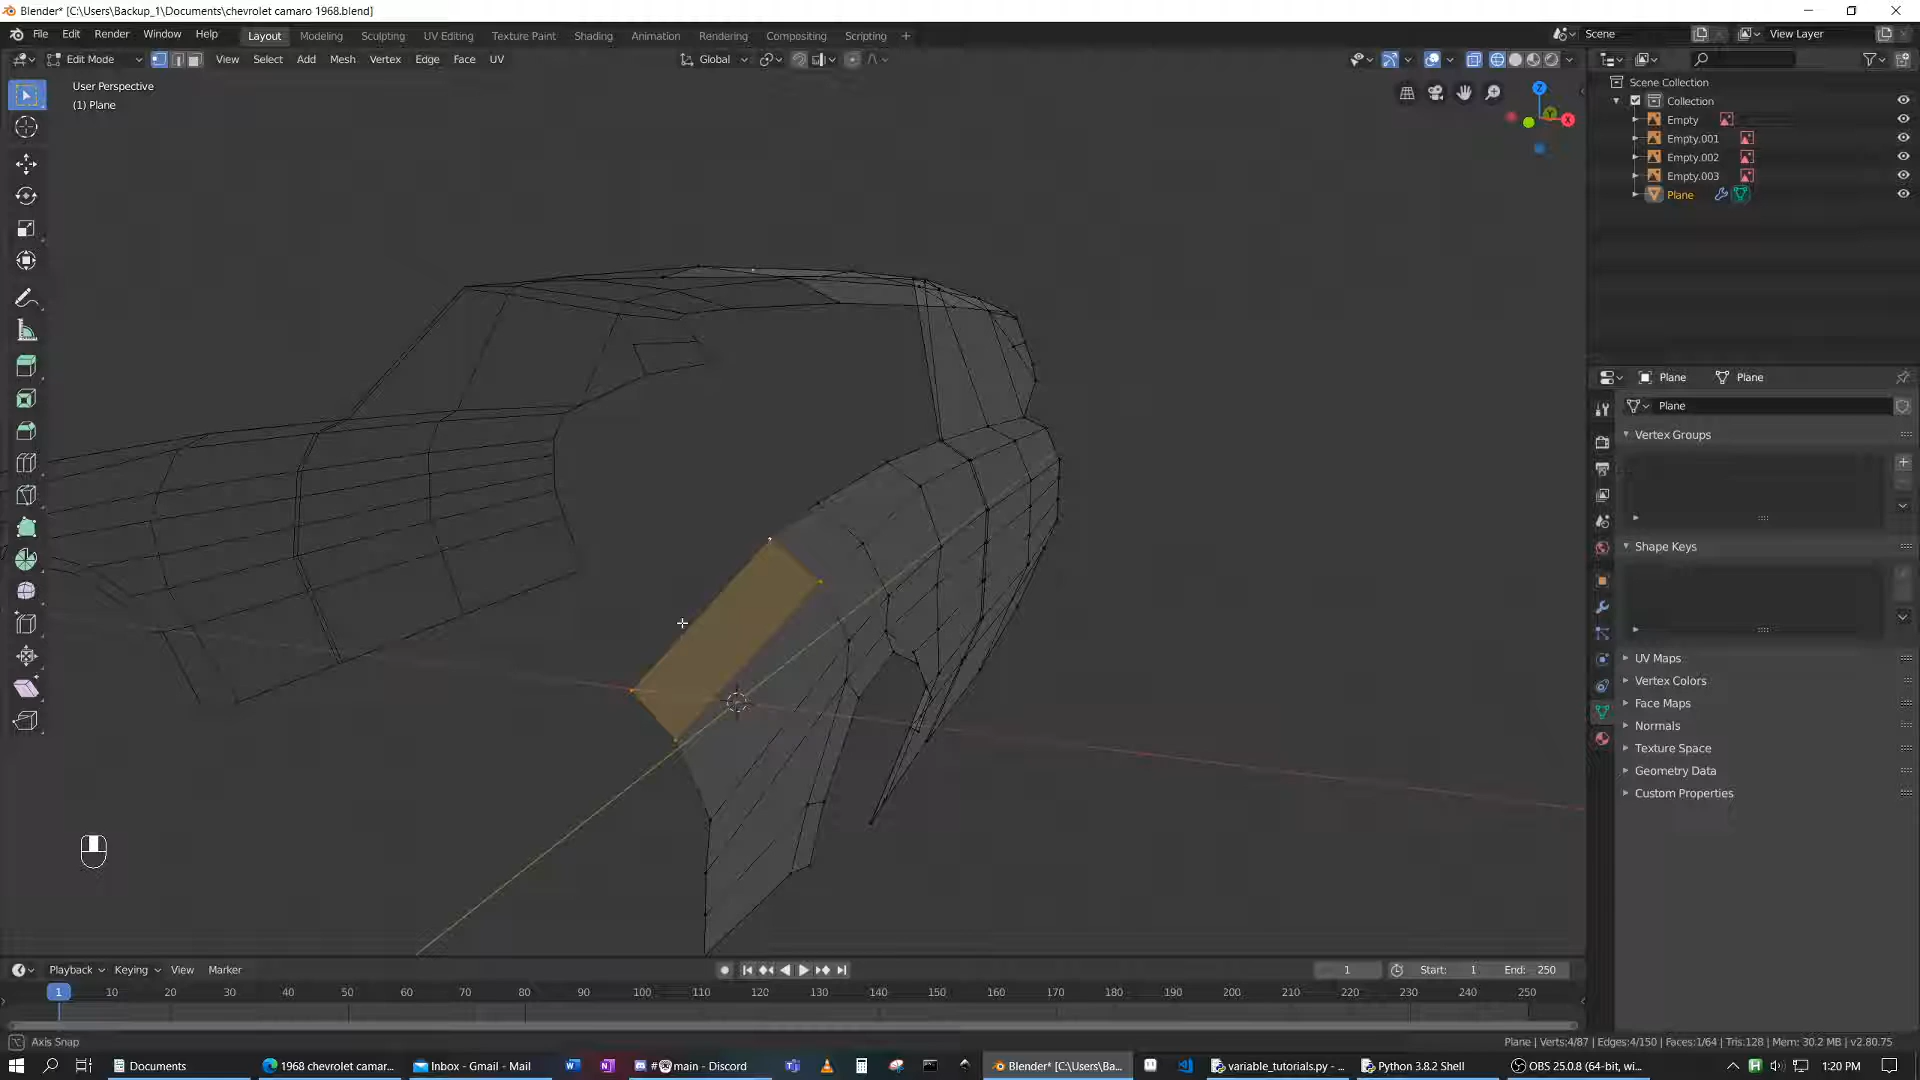 Blender* [C:\Users\Backup_1\Documents\chevrolet camaro 1968.blend]
File Edit Render Window Help Layout Modeling Sculpting UV Editing Texture Paint Shading Animation Rendering Compositing Scripting + Scene View Layer
Edit Mode View Select Add Mesh Vertex Edge Face UV Global
User Perspective
(1) Plane
Z
Y
X
Scene Collection
Collection
Empty
Empty.001
Empty.002
Empty.003
Plane
Plane Plane
Plane
Vertex Groups
Shape Keys
UV Maps
Vertex Colors
Face Maps
Normals
Texture Space
Geometry Data
Custom Properties
Playback Keying View Marker 1 Start: 1 End: 250
1 10 20 30 40 50 60 70 80 90 100 110 120 130 140 150 160 170 180 190 200 210 220 230 240 250
Axis Snap Plane | Verts:4/87 | Edges:4/150 | Faces:1/64 | Tris:128 | Mem: 30.2 MB | v2.80.75
Documents 1968 chevrolet camar... Inbox - Gmail - Mail # main - Discord Blender* [C:\Users\Ba... variable_tutorials.py - ... Python 3.8.2 Shell OBS 25.0.8 (64-bit, wi... 1:20 PM